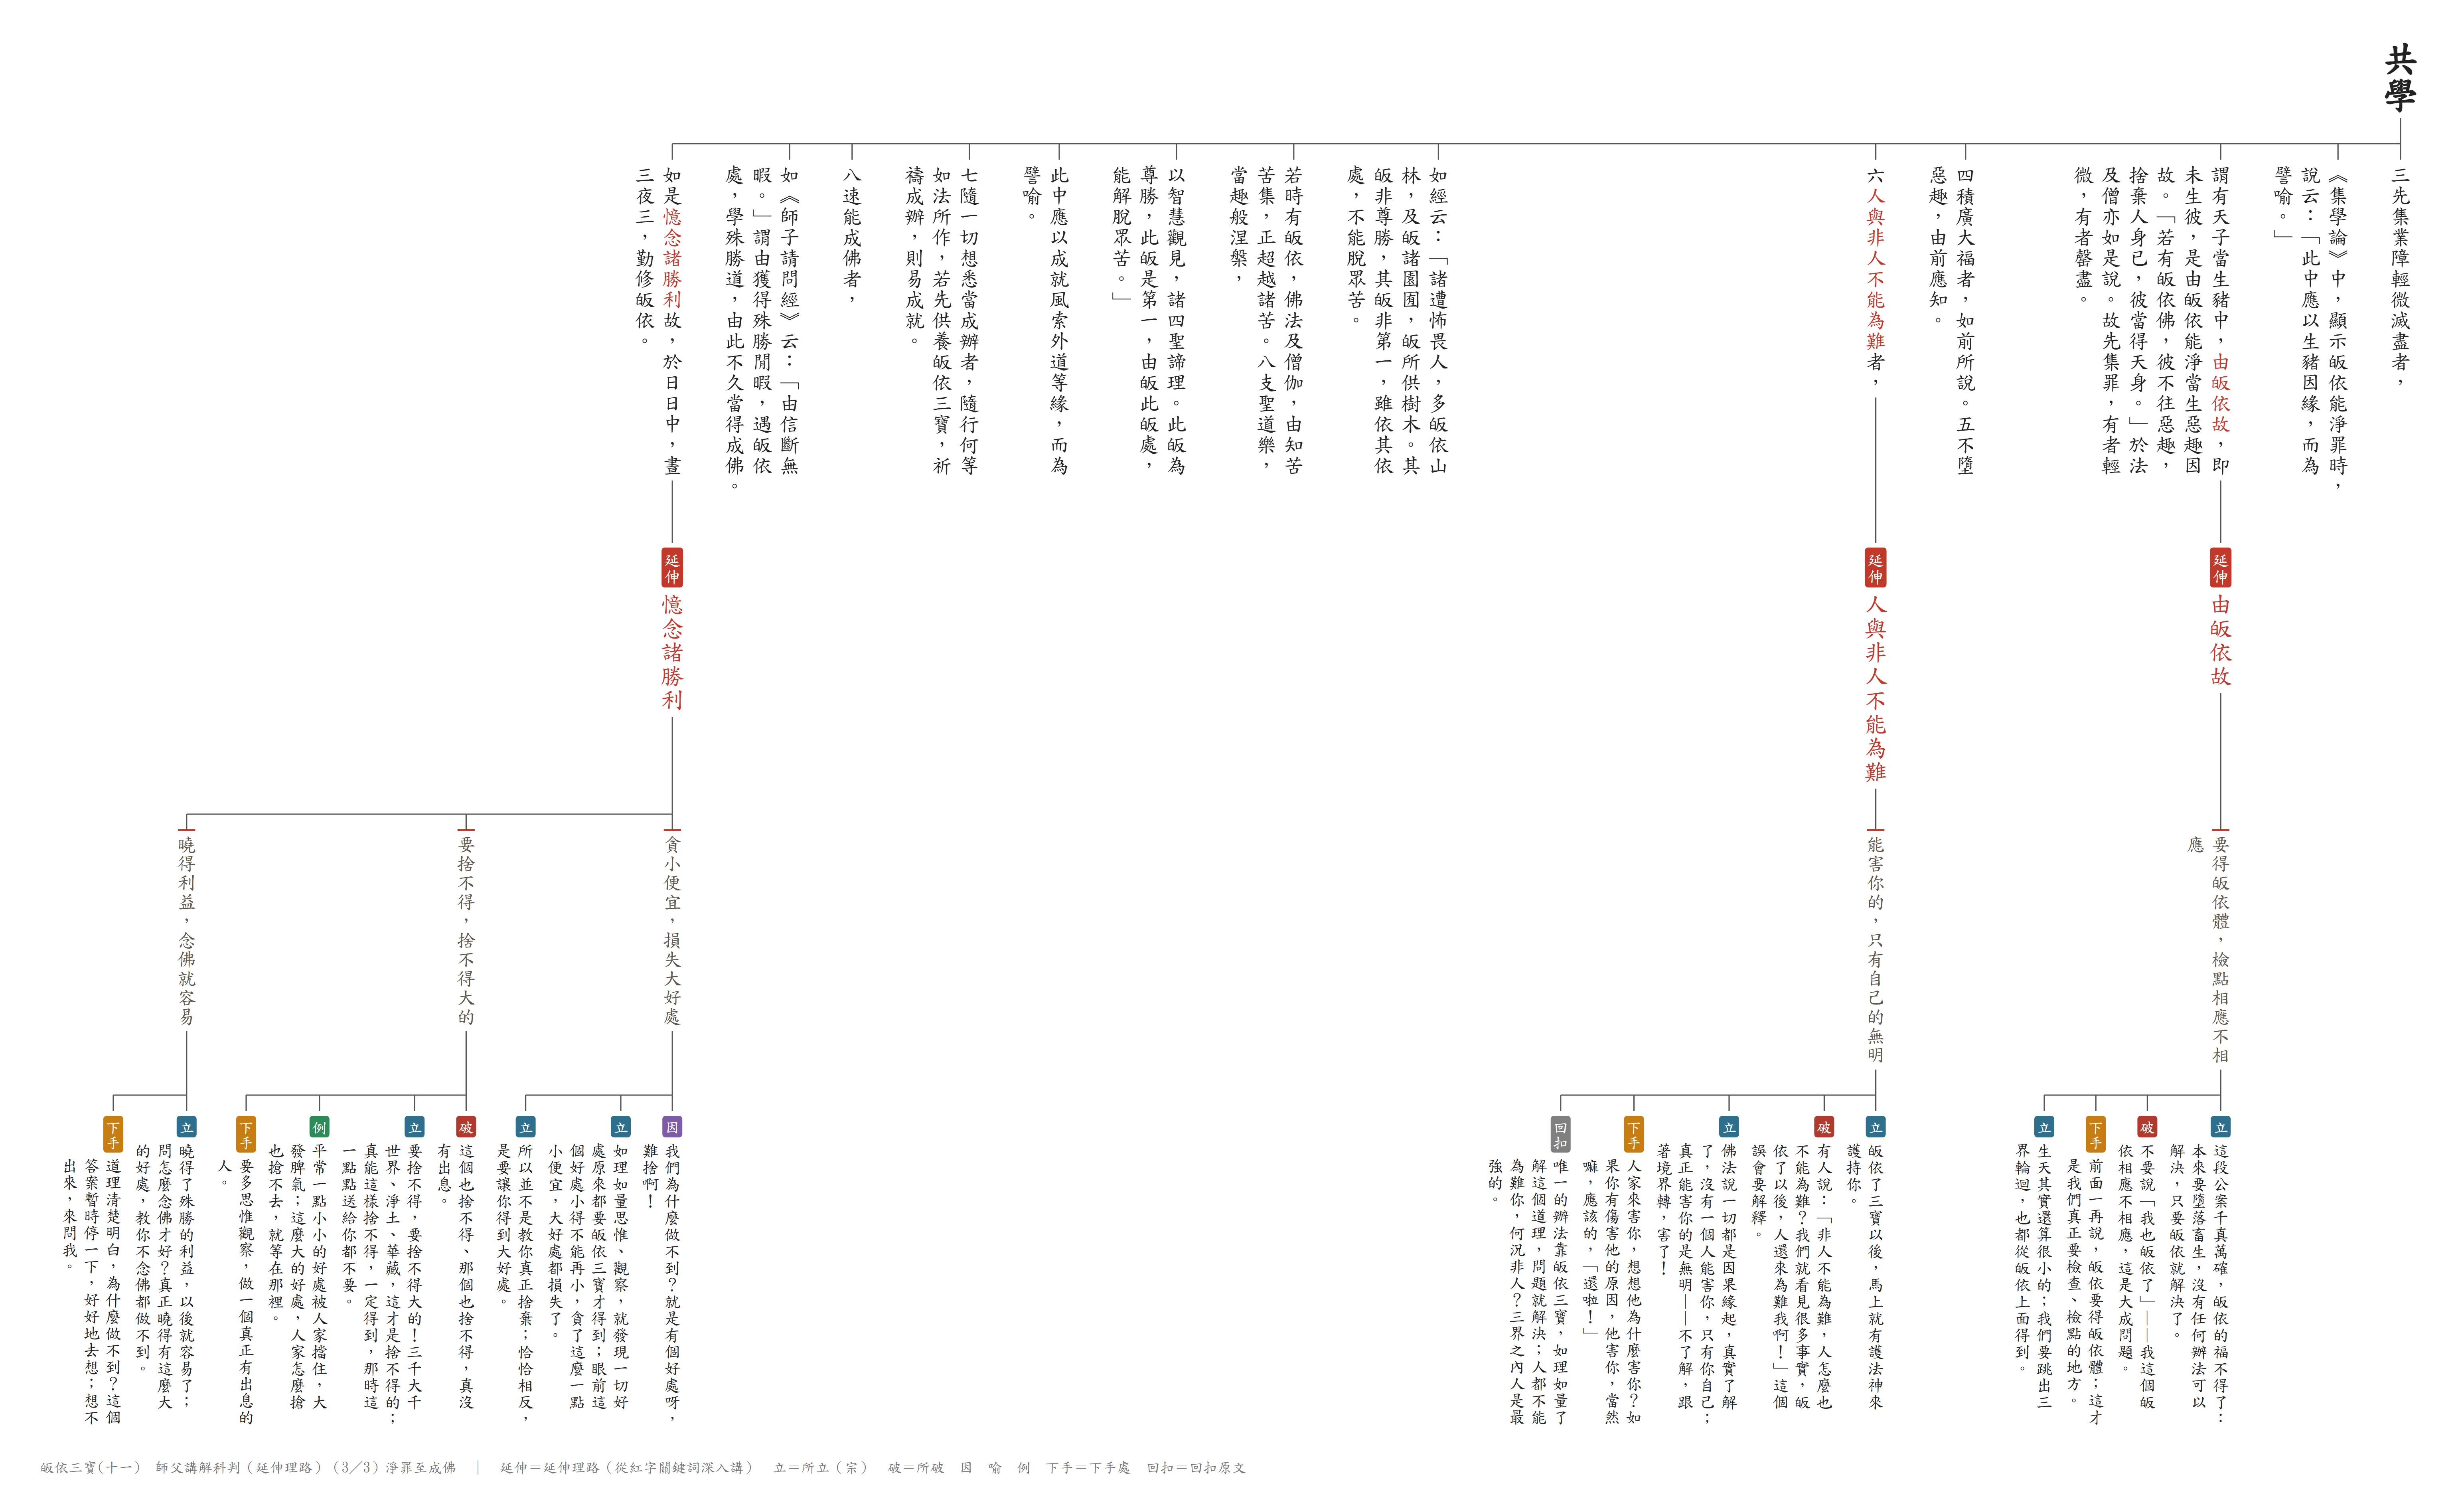 共學
三先集業障輕微滅盡者，
《集學論》中，顯示皈依能淨罪時，
說云：「此中應以生豬因緣，而為
譬喻。」
謂有天子當生豬中，由皈依故，即
未生彼，是由皈依能淨當生惡趣因
故。「若有皈依佛，彼不往惡趣，
捨棄人身已，彼當得天身。」於法
及僧亦如是說。故先集罪，有者輕
微，有者罄盡。
四積廣大福者，如前所說。五不墮
惡趣，由前應知。
六人與非人不能為難者，
如經云：「諸遭怖畏人，多皈依山
林，及皈諸園囿，皈所供樹木。其
皈非尊勝，其皈非第一，雖依其依
處，不能脫眾苦。
若時有皈依，佛法及僧伽，由知苦
苦集，正超越諸苦。八支聖道樂，
當趣般涅槃，
以智慧觀見，諸四聖諦理。此皈為
尊勝，此皈是第一，由皈此皈處，
能解脫眾苦。」
此中應以成就風索外道等緣，而為
譬喻。
七隨一切想悉當成辦者，隨行何等
如法所作，若先供養皈依三寶，祈
禱成辦，則易成就。
八速能成佛者，
如《師子請問經》云：「由信斷無
暇。」謂由獲得殊勝閒暇，遇皈依
處，學殊勝道，由此不久當得成佛。
如是憶念諸勝利故，於日日中，晝
三夜三，勤修皈依。
延伸
由皈依故
延伸
人與非人不能為難
延伸
憶念諸勝利
要得皈依體，檢點相應不相
應
能害你的，只有自己的無明
貪小便宜，損失大好處
要捨不得，捨不得大的
曉得利益，念佛就容易
立
這段公案千真萬確，皈依的福不得了：
本來要墮落畜生，沒有任何辦法可以
解決，只要皈依就解決了。
破
不要說「我也皈依了」——我這個皈
依相應不相應，這是大成問題。
下手
前面一再說，皈依要得皈依體；這才
是我們真正要檢查、檢點的地方。
立
生天其實還算很小的；我們要跳出三
界輪迴，也都從皈依上面得到。
立
皈依了三寶以後，馬上就有護法神來
護持你。
破
有人說：「非人不能為難，人怎麼也
不能為難？我們就看見很多事實，皈
依了以後，人還來為難我啊！」這個
誤會要解釋。
立
佛法說一切都是因果緣起，真實了解
了，沒有一個人能害你，只有你自己；
真正能害你的是無明——不了解，跟
著境界轉，害了！
下手
人家來害你，想想他為什麼害你？如
果你有傷害他的原因，他害你，當然
嘛，應該的，「還啦！」
回扣
唯一的辦法靠皈依三寶，如理如量了
解這個道理，問題就解決；人都不能
為難你，何況非人？三界之內人是最
強的。
因
我們為什麼做不到？就是有個好處呀，
難捨啊！
立
如理如量思惟、觀察，就發現一切好
處原來都要皈依三寶才得到；眼前這
個好處小得不能再小，貪了這麼一點
小便宜，大好處都損失了。
立
所以並不是教你真正捨棄；恰恰相反，
是要讓你得到大好處。
破
這個也捨不得、那個也捨不得，真沒
有出息。
立
要捨不得，要捨不得大的！三千大千
世界、淨土、華藏，這才是捨不得的；
真能這樣捨不得，一定得到，那時這
一點點送給你都不要。
例
平常一點小小的好處被人家擋住，大
發脾氣；這麼大的好處，人家怎麼搶
也搶不去，就等在那裡。
下手
要多思惟觀察，做一個真正有出息的
人。
立
曉得了殊勝的利益，以後就容易了；
問怎麼念佛才好？真正曉得有這麼大
的好處，教你不念佛都做不到。
下手
道理清楚明白，為什麼做不到？這個
答案暫時停一下，好好地去想；想不
出來，來問我。
皈依三寶(十一)　師父講解科判（延伸理路）（3／3）淨罪至成佛　｜　延伸＝延伸理路（從紅字關鍵詞深入講）　立＝所立（宗）　破＝所破　因　喻　例　下手＝下手處　回扣＝回扣原文